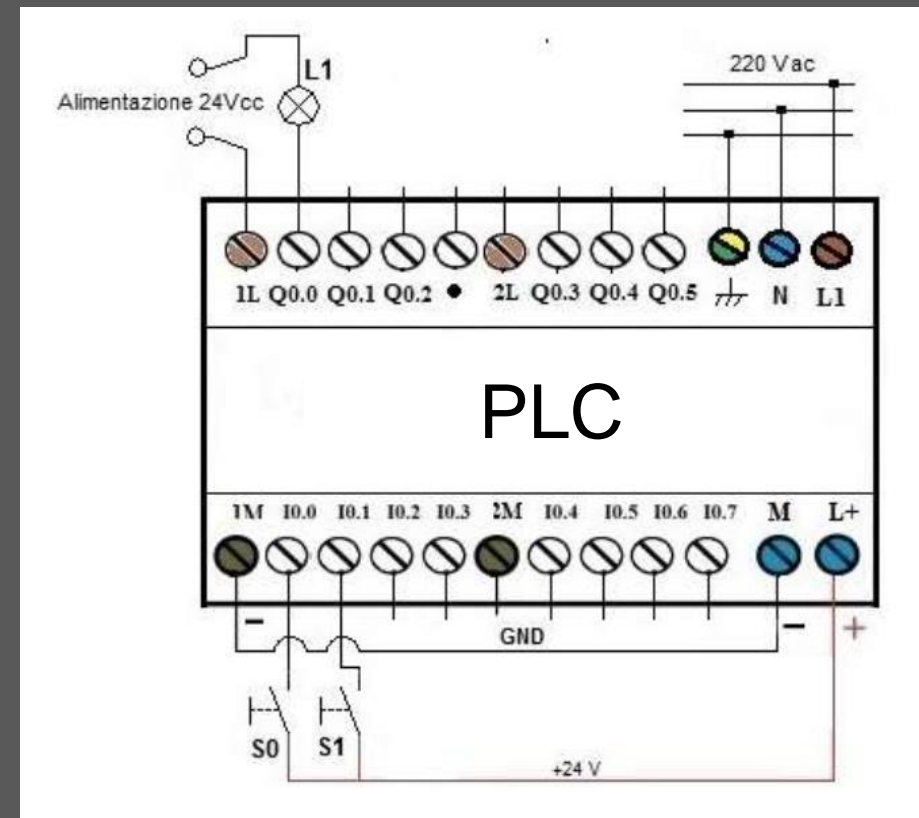 220 Vac
L1
Alimentazione 24Vcc
1L Q0.0 Q0.1 Q0.2 ● 2L Q0.3 Q0.4 Q0.5 N L1
PLC
1M I0.0 I0.1 I0.2 I0.3 2M I0.4 I0.5 I0.6 I0.7 M L+
- GND - +
S0 S1
+24 V